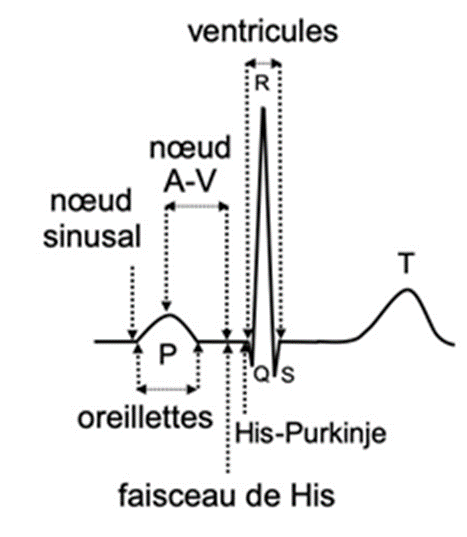 ventricules
R
nœud
A-V
nœud
sinusal
T
P
Q S
oreillettes
His-Purkinje
faisceau de His